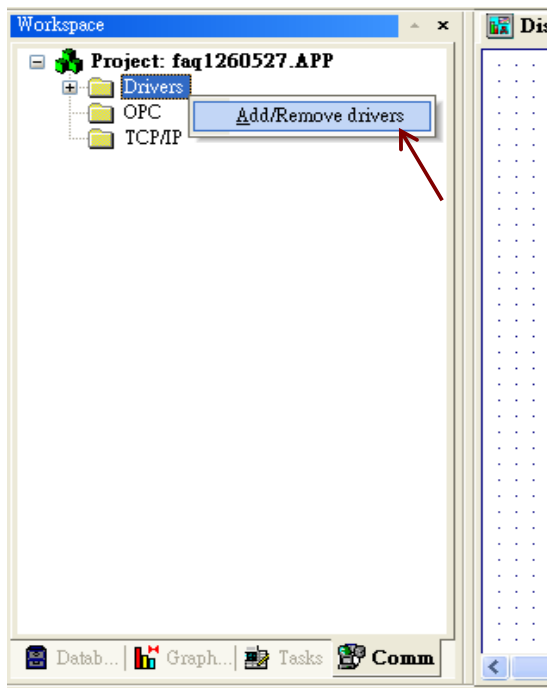 Workspace
Dis
Project: faq1260527.APP
Drivers
Add/Remove drivers
OPC
TCP/IP
Datab... Graph... Tasks Comm